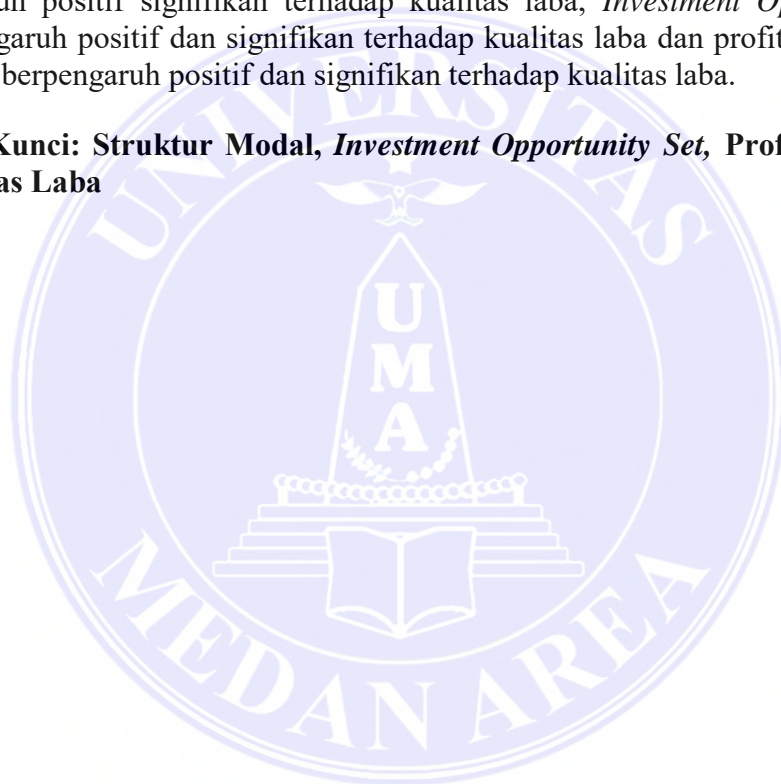 positif signifikan terhadap kualitas laba, Investment
positif dan signifikan terhadap kualitas laba dan
berpengaruh positif dan signifikan terhadap kualitas laba.
Kunci: Struktur Modal, Investment Opportunity Set,
Laba
UNIVERSITAS
U
M
A
MEDAN AREA